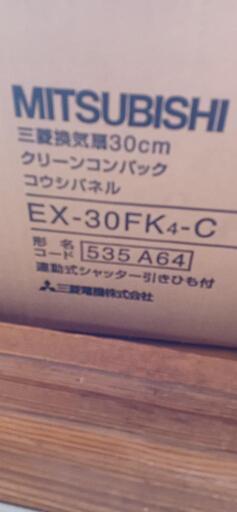 MITSUBISHI
三菱換気扇30cm
クリーンコンパック
コウシパネル
EX-30FK4-C
形名コード 535 A64
連動式シャッター引きひも付
三菱電機株式会社